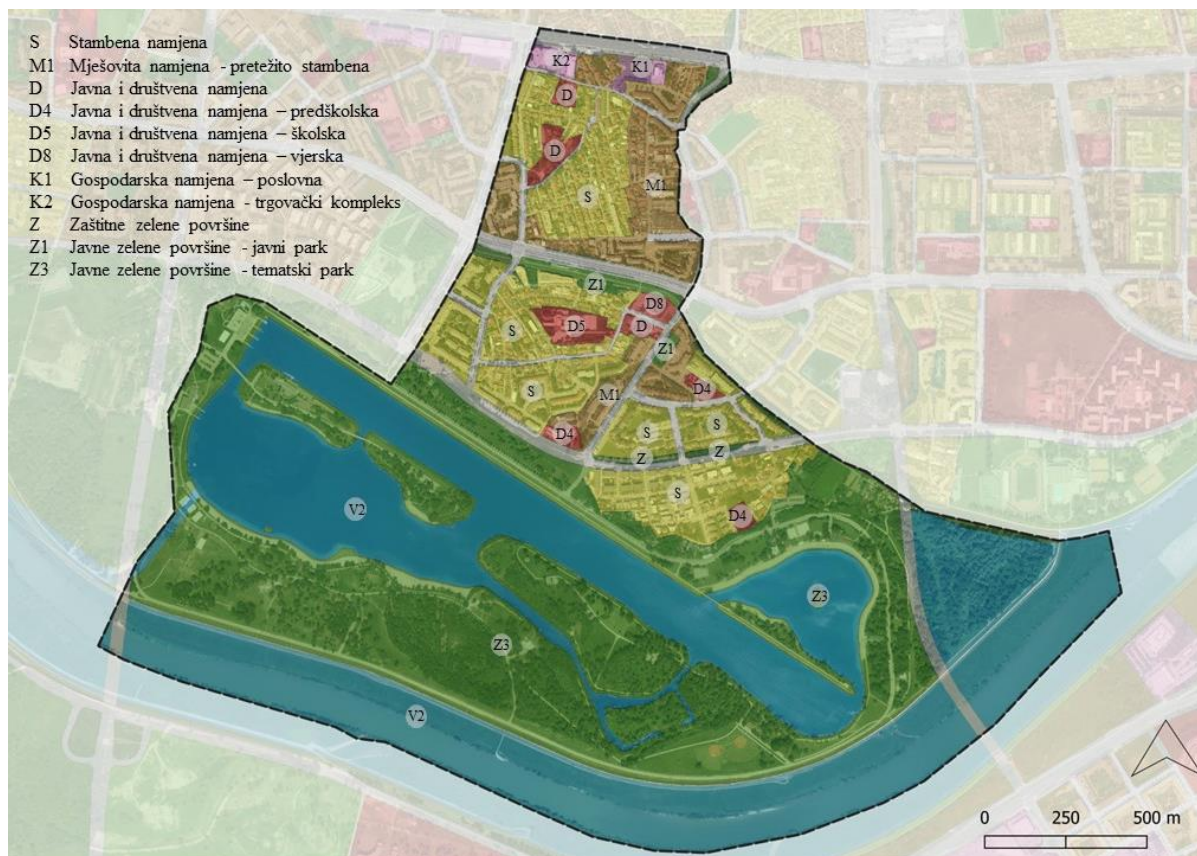 S Stambena namjena
M1 Mješovita namjena - pretežito stambena
D Javna i društvena namjena
D4 Javna i društvena namjena – predškolska
D5 Javna i društvena namjena – školska
D8 Javna i društvena namjena – vjerska
K1 Gospodarska namjena – poslovna
K2 Gospodarska namjena - trgovački kompleks
Z Zaštitne zelene površine
Z1 Javne zelene površine - javni park
Z3 Javne zelene površine - tematski park
K2
K1
D
D
M1
S
Z1
D8
D5
D
S
Z1
D4
S
M1
S
D4
S
Z
Z
S
D4
V2
Z3
Z3
V2
0 250 500 m